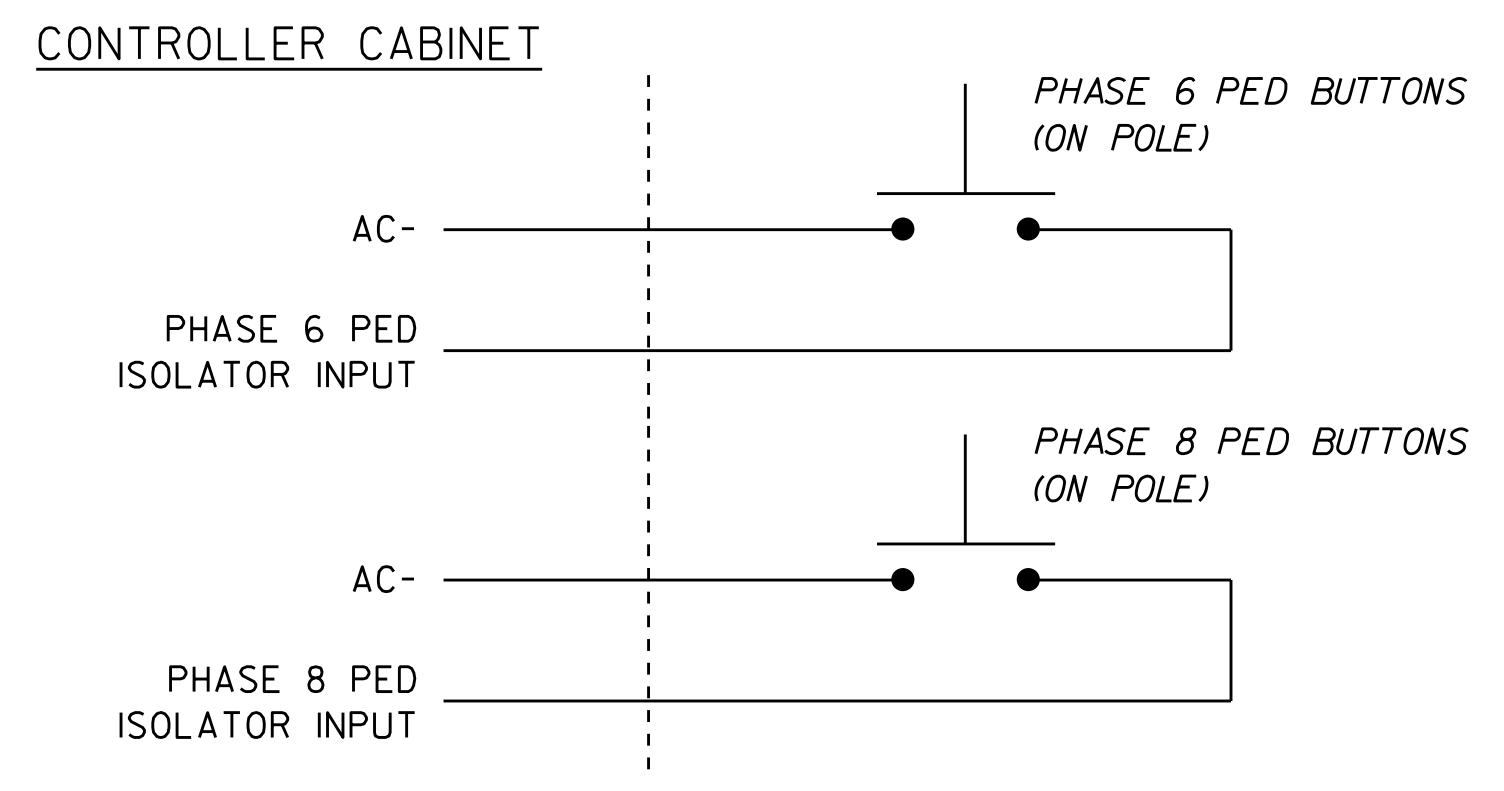 CONTROLLER CABINET
PHASE 6 PED BUTTONS
(ON POLE)
AC-
PHASE 6 PED
ISOLATOR INPUT
PHASE 8 PED BUTTONS
(ON POLE)
AC-
PHASE 8 PED
ISOLATOR INPUT